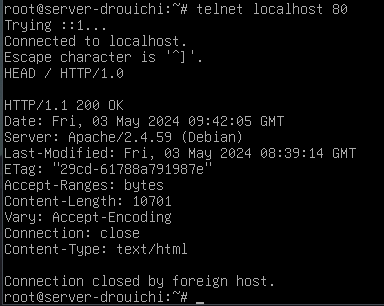 root@server-drouichi:~# telnet localhost 80
Trying ::1...
Connected to localhost.
Escape character is '^]'.
HEAD / HTTP/1.0

HTTP/1.1 200 OK
Date: Fri, 03 May 2024 09:42:05 GMT
Server: Apache/2.4.59 (Debian)
Last-Modified: Fri, 03 May 2024 08:39:14 GMT
ETag: "29cd-61788a791987e"
Accept-Ranges: bytes
Content-Length: 10701
Vary: Accept-Encoding
Connection: close
Content-Type: text/html

Connection closed by foreign host.
root@server-drouichi:~# _